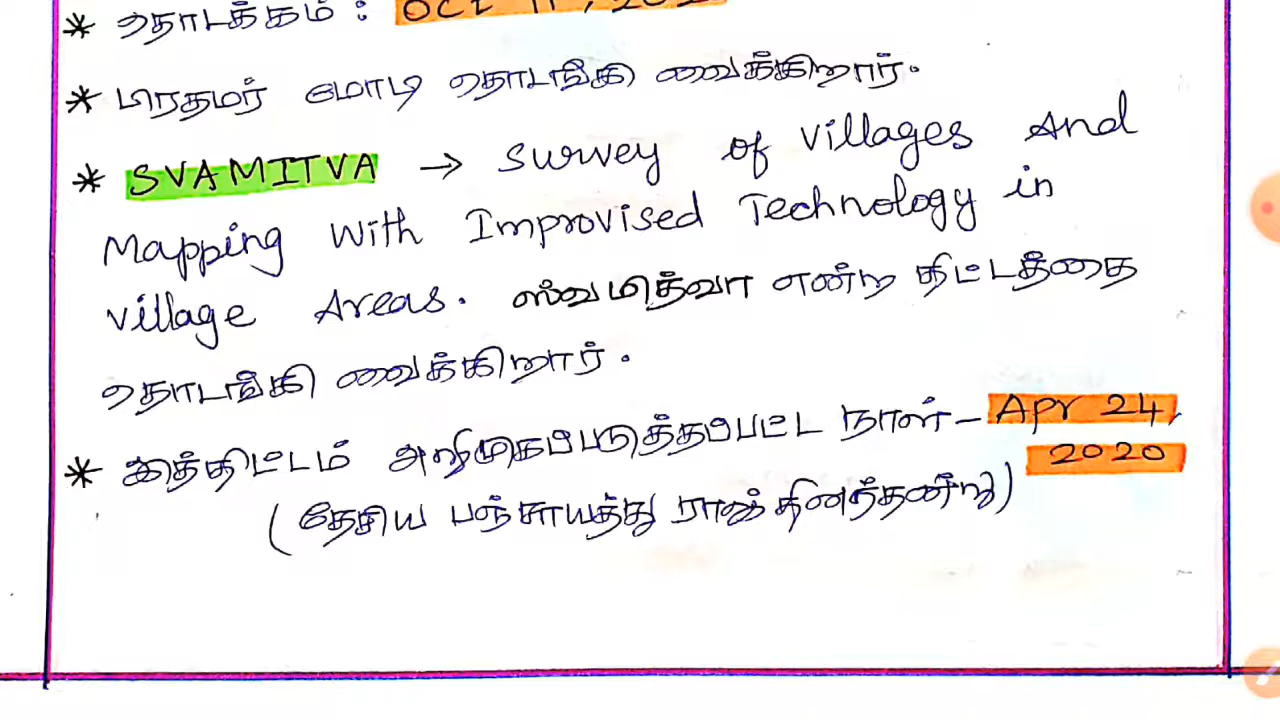 * தொடக்கம் : Oct 11, 202
* பிரதமர் மோடி தொடங்கி வைக்கிறார்.
* SVAMITVA → Survey of Villages And
Mapping With Improvised Technology in
Village Areas. ஸ்வமித்வா என்ற திட்டத்தை
தொடங்கி வைக்கிறார்.
* இத்திட்டம் அறிமுகப்படுத்தப்பட்ட நாள் – Apr 24,
2020
(தேசிய பஞ்சாயத்து ராஜ் தினத்தன்று)